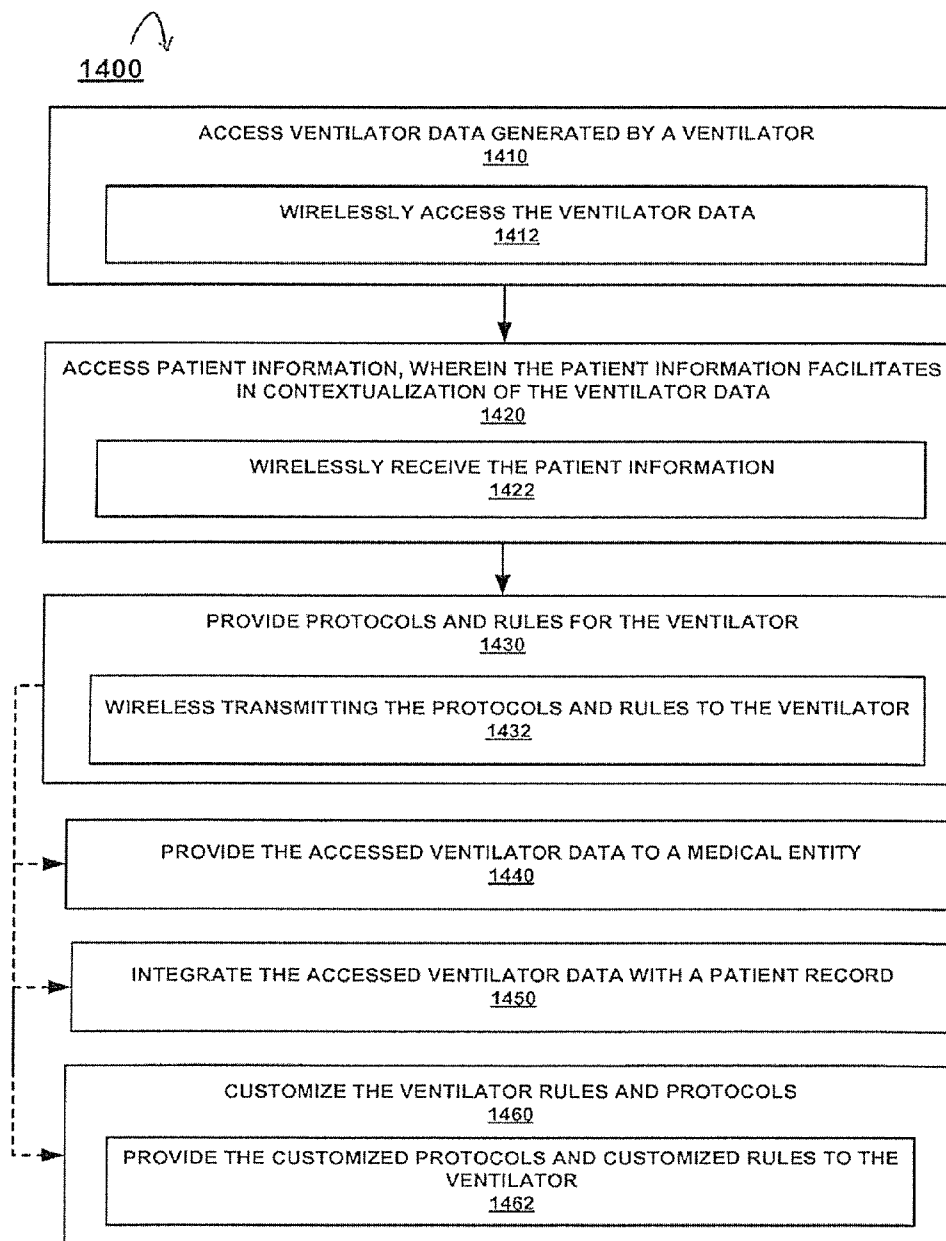 1400
ACCESS VENTILATOR DATA GENERATED BY A VENTILATOR
1410
WIRELESSLY ACCESS THE VENTILATOR DATA
1412
ACCESS PATIENT INFORMATION, WHEREIN THE PATIENT INFORMATION FACILITATES
IN CONTEXTUALIZATION OF THE VENTILATOR DATA
1420
WIRELESSLY RECEIVE THE PATIENT INFORMATION
1422
PROVIDE PROTOCOLS AND RULES FOR THE VENTILATOR
1430
WIRELESS TRANSMITTING THE PROTOCOLS AND RULES TO THE VENTILATOR
1432
PROVIDE THE ACCESSED VENTILATOR DATA TO A MEDICAL ENTITY
1440
INTEGRATE THE ACCESSED VENTILATOR DATA WITH A PATIENT RECORD
1450
CUSTOMIZE THE VENTILATOR RULES AND PROTOCOLS
1460
PROVIDE THE CUSTOMIZED PROTOCOLS AND CUSTOMIZED RULES TO THE
VENTILATOR
1462